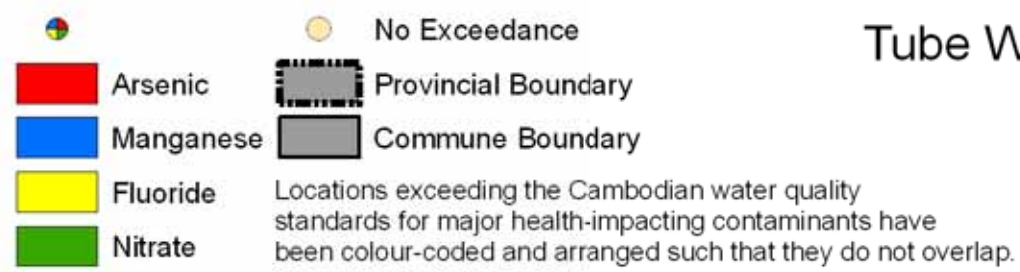 No Exceedance
Tube W
Arsenic
Provincial Boundary
Manganese
Commune Boundary
Fluoride
Locations exceeding the Cambodian water quality
standards for major health-impacting contaminants have
Nitrate
been colour-coded and arranged such that they do not overlap.